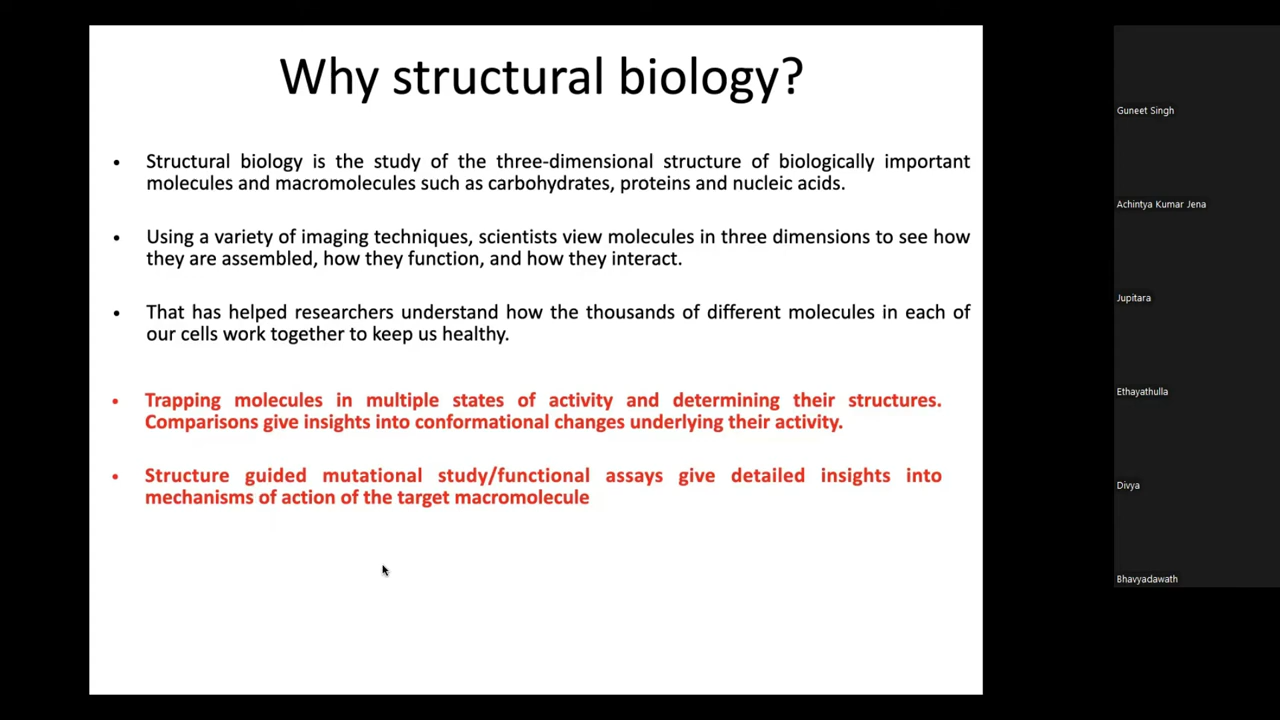 Why structural biology?
• Structural biology is the study of the three-dimensional structure of biologically important
molecules and macromolecules such as carbohydrates, proteins and nucleic acids.
• Using a variety of imaging techniques, scientists view molecules in three dimensions to see how
they are assembled, how they function, and how they interact.
• That has helped researchers understand how the thousands of different molecules in each of
our cells work together to keep us healthy.
• Trapping molecules in multiple states of activity and determining their structures.
Comparisons give insights into conformational changes underlying their activity.
• Structure guided mutational study/functional assays give detailed insights into
mechanisms of action of the target macromolecule
Guneet Singh
Achintya Kumar Jena
Jupitara
Ethayathulla
Divya
Bhavyadawath